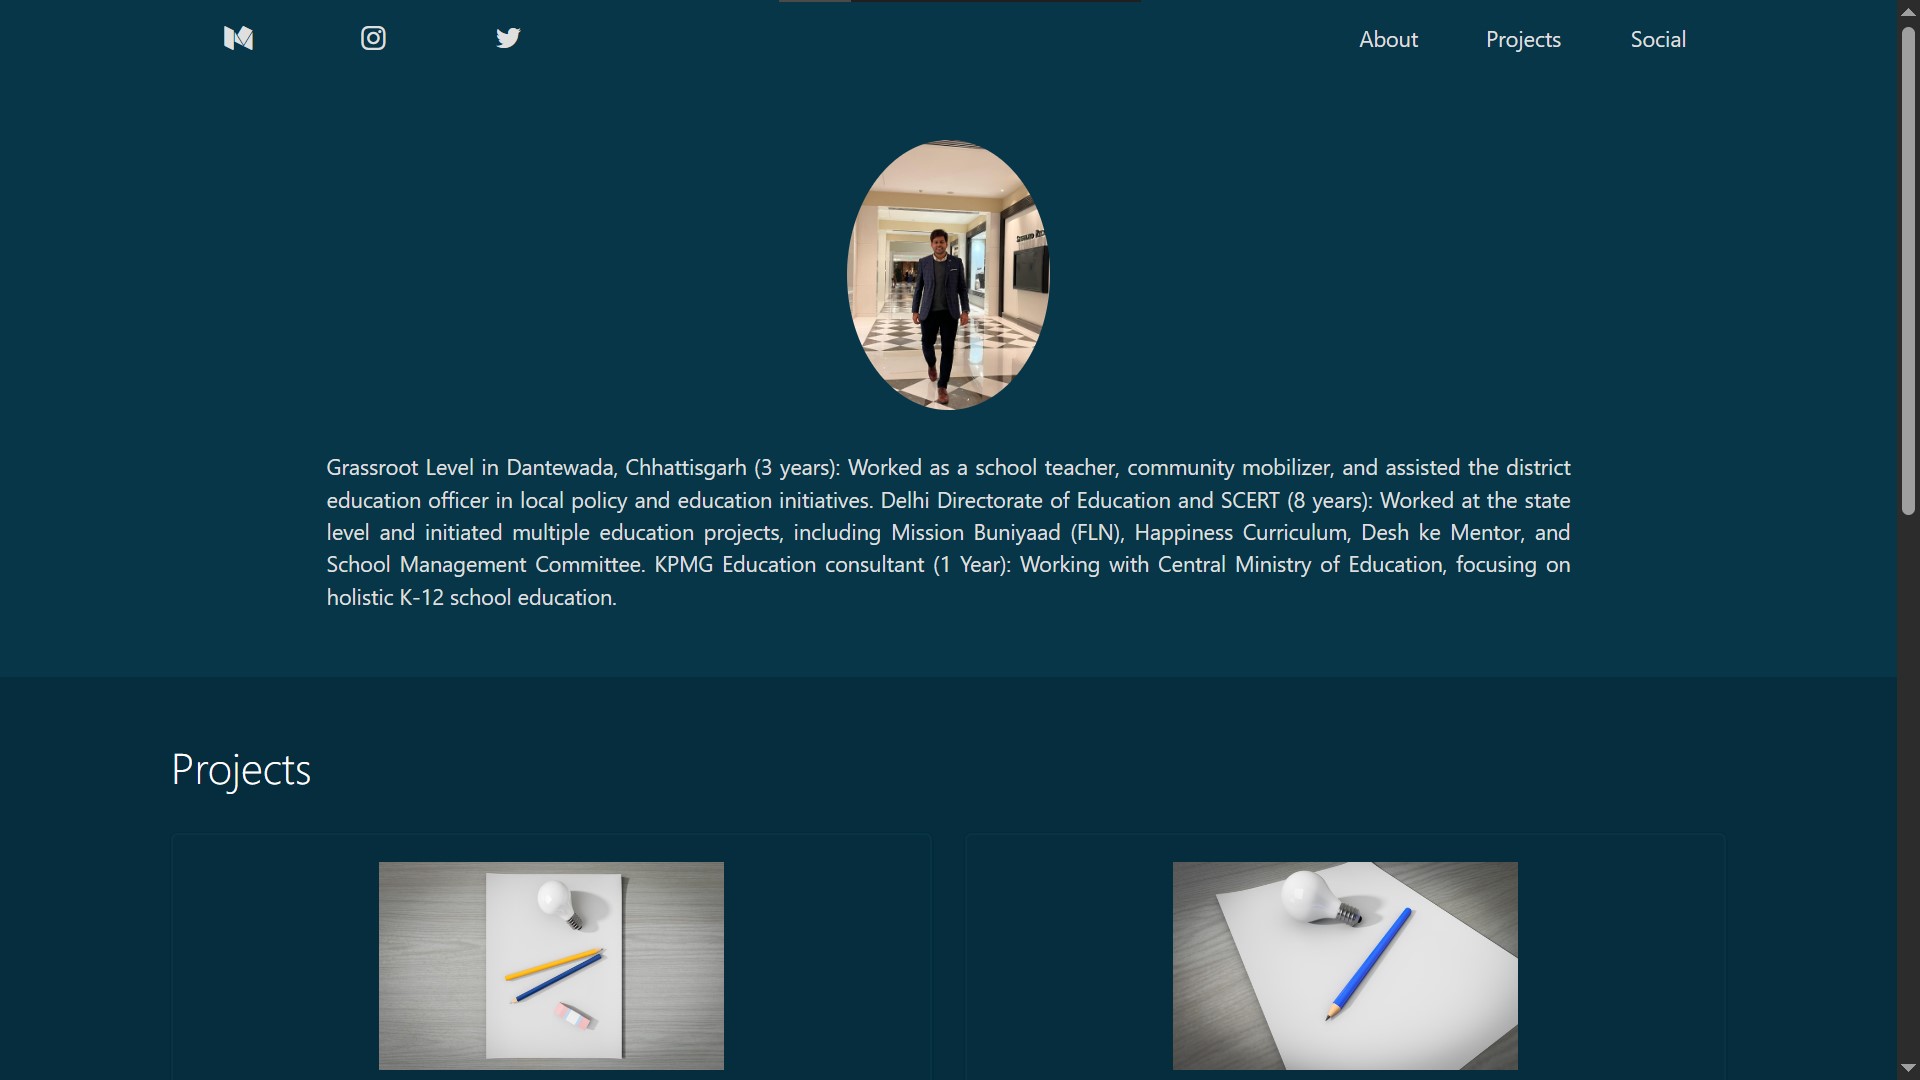 About Projects Social
Grassroot Level in Dantewada, Chhattisgarh (3 years): Worked as a school teacher, community mobilizer, and assisted the district
education officer in local policy and education initiatives. Delhi Directorate of Education and SCERT (8 years): Worked at the state
level and initiated multiple education projects, including Mission Buniyaad (FLN), Happiness Curriculum, Desh ke Mentor, and
School Management Committee. KPMG Education consultant (1 Year): Working with Central Ministry of Education, focusing on
holistic K-12 school education.
Projects